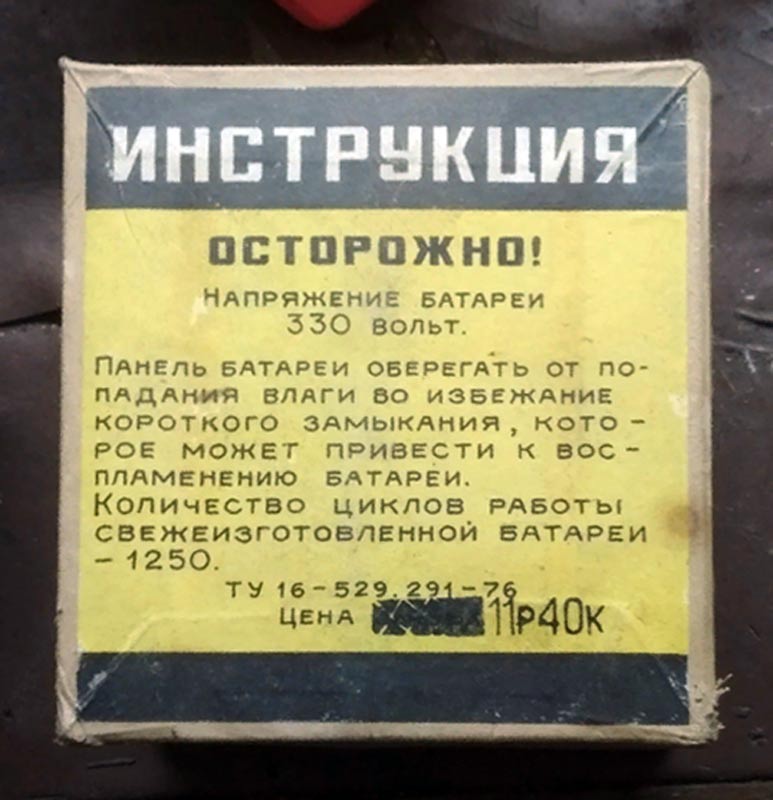 ИНСТРУКЦИЯ
ОСТОРОЖНО!
НАПРЯЖЕНИЕ БАТАРЕИ
330 ВОЛЬТ.
ПАНЕЛЬ БАТАРЕИ ОБЕРЕГАТЬ ОТ ПО-
ПАДАНИЯ ВЛАГИ ВО ИЗБЕЖАНИЕ
КОРОТКОГО ЗАМЫКАНИЯ, КОТО-
РОЕ МОЖЕТ ПРИВЕСТИ К ВОС-
ПЛАМЕНЕНИЮ БАТАРЕИ.
КОЛИЧЕСТВО ЦИКЛОВ РАБОТЫ
СВЕЖЕИЗГОТОВЛЕННОЙ БАТАРЕИ
- 1250.
ТУ 16-529.291-76
ЦЕНА 11р40к